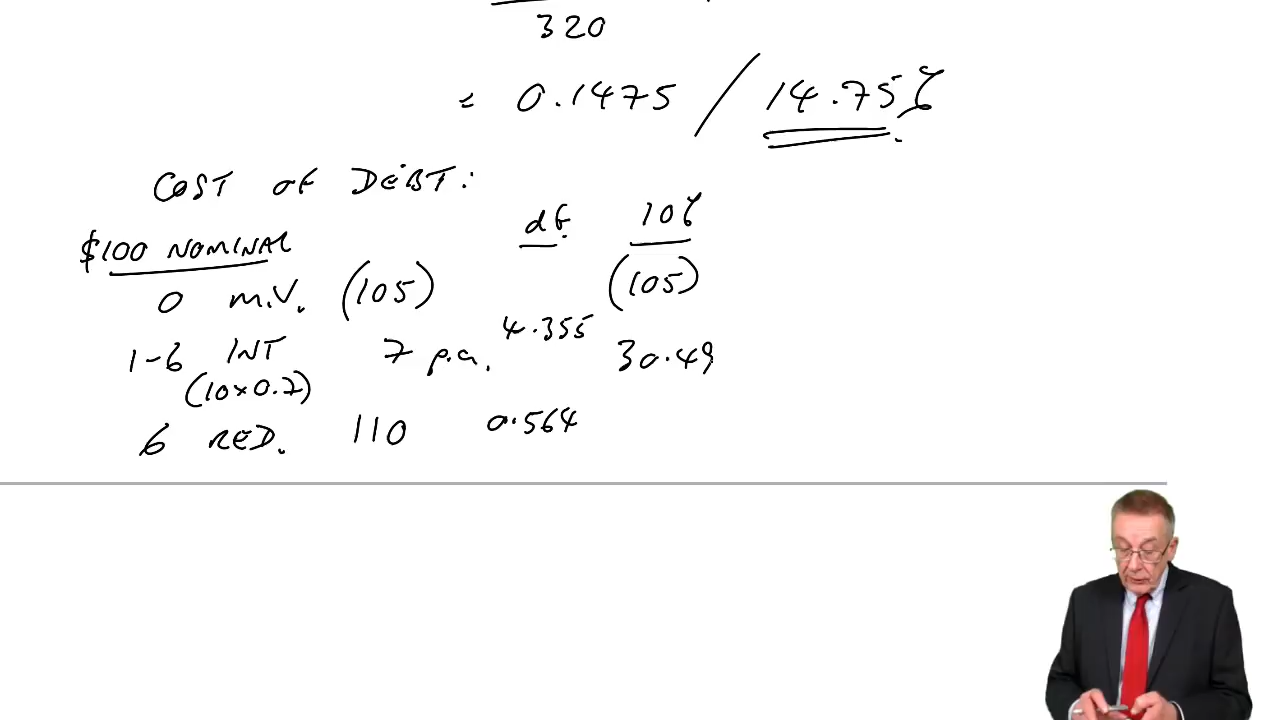 320
= 0.1475 / 14.75%
COST OF DEBT:
df 10%
$100 NOMINAL
0 M.V. (105) (105)
1-6 INT 7 p.a. 4.355 30.49
(10×0.7)
6 RED. 110 0.564